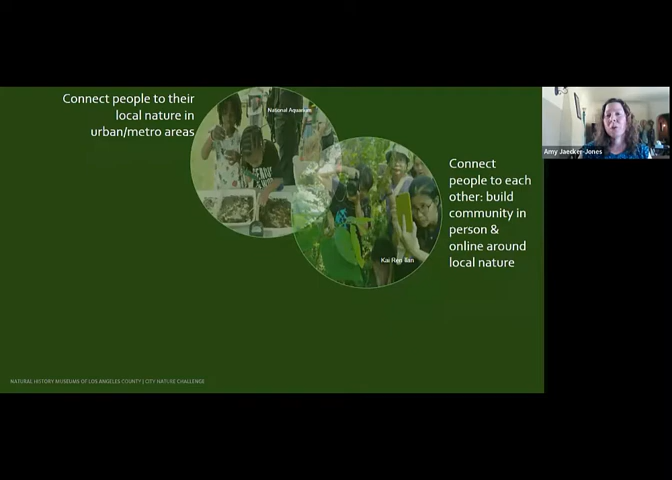 Connect people to their
local nature in
urban/metro areas
National Aquarium
Connect
people to each
other: build
community in
person &
online around
local nature
Kai Ren Ilan
Amy Jaecker-Jones
NATURAL HISTORY MUSEUMS OF LOS ANGELES COUNTY | CITY NATURE CHALLENGE